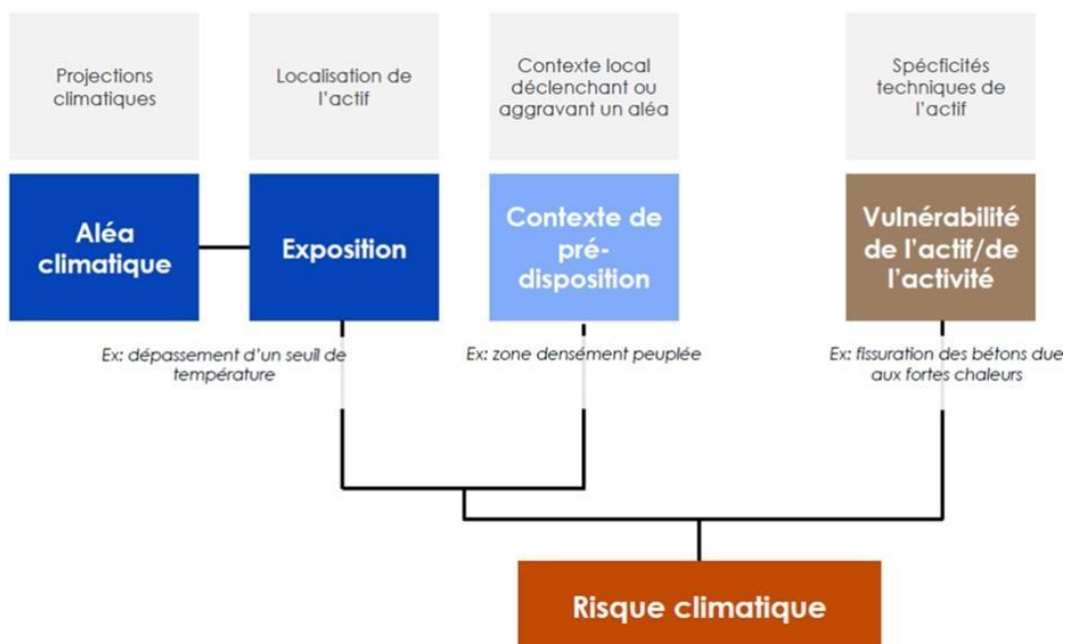 Projections
climatiques
Localisation de
l'actif
Contexte local
déclenchant ou
aggravant un aléa
Spécficités
techniques de
l'actif
Aléa
climatique
Exposition
Contexte de
pré-
disposition
Vulnérabilité
de l'actif/de
l'activité
Ex: dépassement d'un seuil de
température
Ex: zone densément peuplée
Ex: fissuration des bétons due
aux fortes chaleurs
Risque climatique